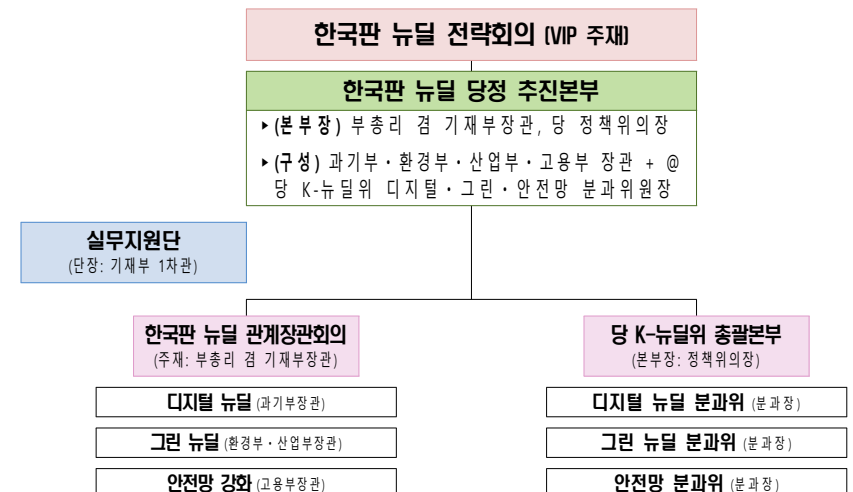 한국판 뉴딜 전략회의 (VIP 주재)
한국판 뉴딜 당정 추진본부
▸(본부장) 부총리 겸 기재부장관, 당 정책위의장
▸(구성) 과기부・환경부・산업부・고용부 장관 + @
당 K-뉴딜위 디지털・그린・안전망 분과위원장
실무지원단
(단장: 기재부 1차관)
한국판 뉴딜 관계장관회의
(주재: 부총리 겸 기재부장관)
디지털 뉴딜 (과기부장관)
그린 뉴딜 (환경부・산업부장관)
안전망 강화 (고용부장관)
당 K-뉴딜위 총괄본부
(본부장: 정책위의장)
디지털 뉴딜 분과위 (분과장)
그린 뉴딜 분과위 (분과장)
안전망 분과위 (분과장)